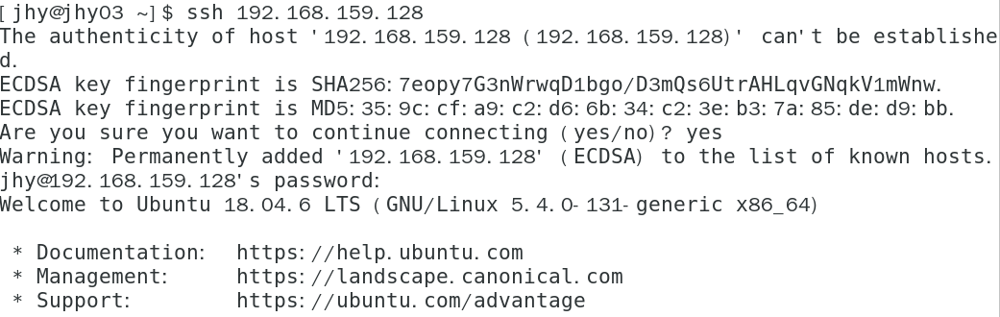 [jhy@jhy03 ~]$ ssh 192.168.159.128
The authenticity of host '192.168.159.128 (192.168.159.128)' can't be establishe
d.
ECDSA key fingerprint is SHA256:7eopy7G3nWrwqD1bgo/D3mQs6UtrAHLqvGNqkV1mWnw.
ECDSA key fingerprint is MD5:35:9c:cf:a9:c2:d6:6b:34:c2:3e:b3:7a:85:de:d9:bb.
Are you sure you want to continue connecting (yes/no)? yes
Warning: Permanently added '192.168.159.128' (ECDSA) to the list of known hosts.
jhy@192.168.159.128's password:
Welcome to Ubuntu 18.04.6 LTS (GNU/Linux 5.4.0-131-generic x86_64)
* Documentation: https://help.ubuntu.com
* Management: https://landscape.canonical.com
* Support: https://ubuntu.com/advantage